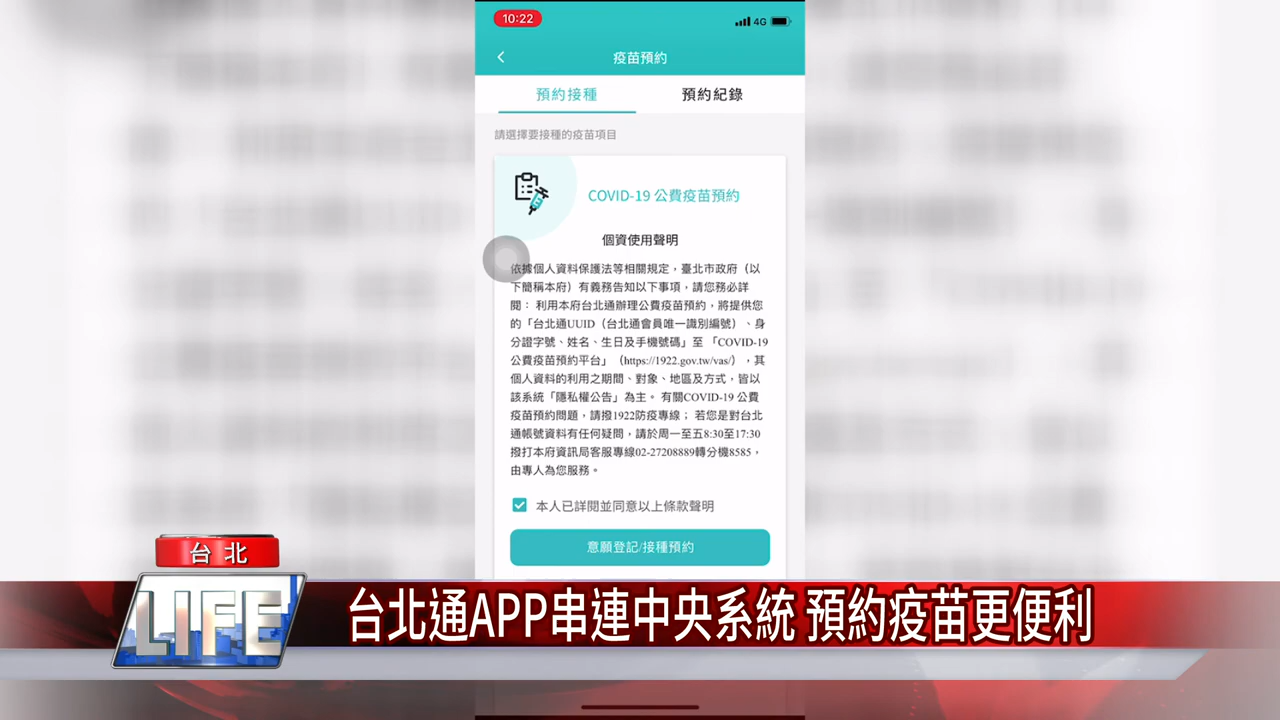 10:22
4G
疫苗預約
預約接種
預約紀錄
請選擇要接種的疫苗項目
COVID-19 公費疫苗預約
個資使用聲明
依據個人資料保護法等相關規定，臺北市政府（以
下簡稱本府）有義務告知以下事項，請您務必詳
閱： 利用本府台北通辦理公費疫苗預約，將提供您
的「台北通UUID（台北通會員唯一識別編號）、身
分證字號、姓名、生日及手機號碼」至 「COVID-19
公費疫苗預約平台」（https://1922.gov.tw/vas/），其
個人資料的利用之期間、對象、地區及方式，皆以
該系統「隱私權公告」為主。 有關COVID-19 公費
疫苗預約問題，請撥1922防疫專線； 若您是對台北
通帳號資料有任何疑問，請於周一至五8:30至17:30
撥打本府資訊局客服專線02-27208889轉分機8585，
由專人為您服務。
本人已詳閱並同意以上條款聲明
意願登記/接種預約
台北
LIFE
台北通APP串連中央系統 預約疫苗更便利